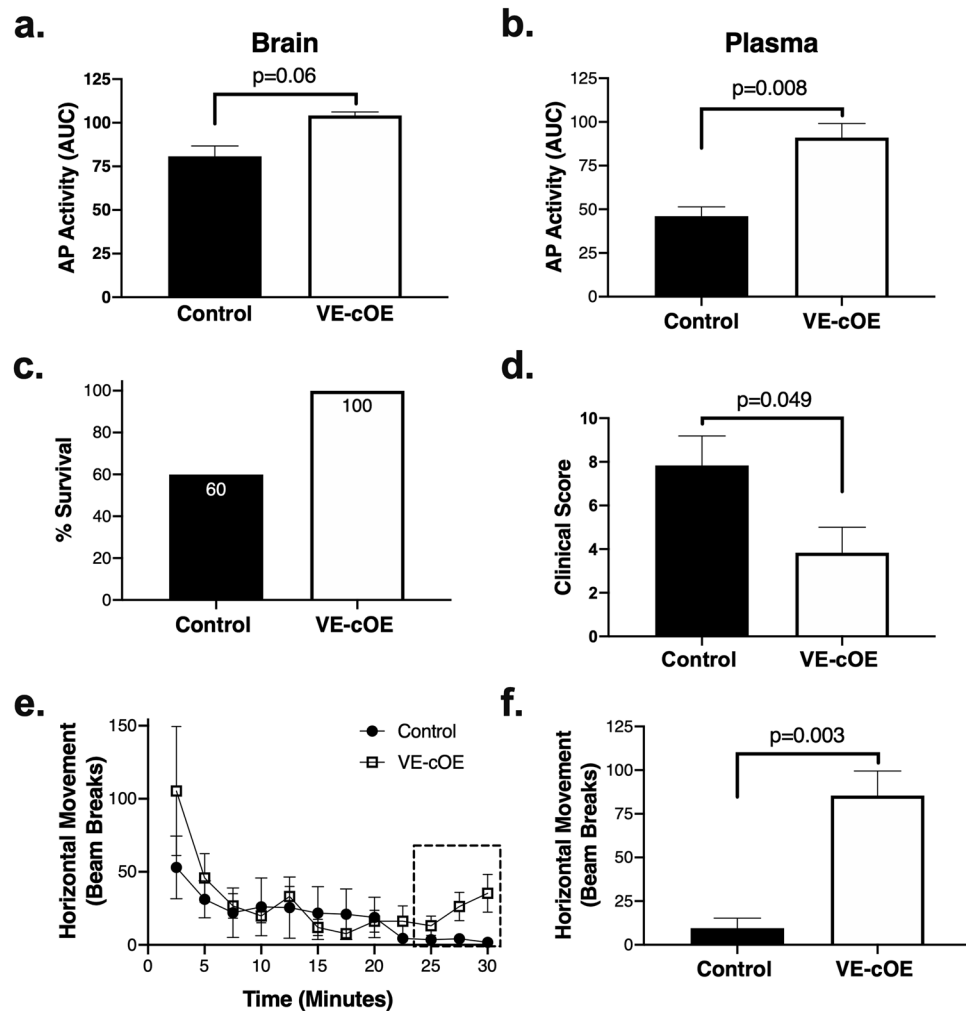 a.
Brain
p=0.06
AP Activity (AUC)
125
100
75
50
25
0
Control VE-cOE
b.
Plasma
p=0.008
AP Activity (AUC)
125
100
75
50
25
0
Control VE-cOE
c.
% Survival
100
80
60
40
20
0
60
100
Control VE-cOE
d.
p=0.049
Clinical Score
10
8
6
4
2
0
Control VE-cOE
e.
Horizontal Movement
(Beam Breaks)
150
100
50
0
Control
VE-cOE
0 5 10 15 20 25 30
Time (Minutes)
f.
p=0.003
Horizontal Movement
(Beam Breaks)
125
100
75
50
25
0
Control VE-cOE